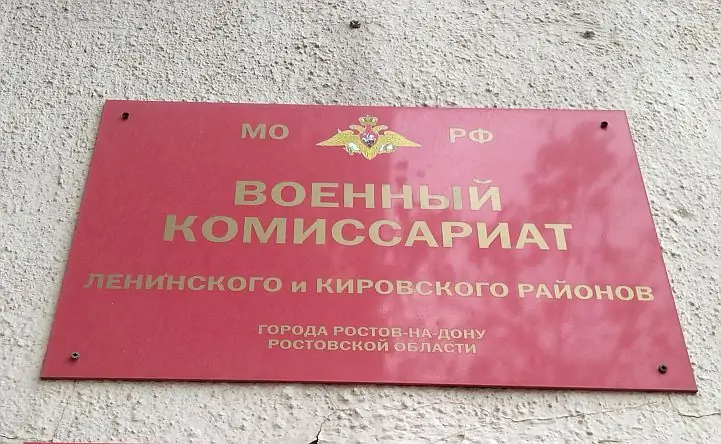 МО РФ
ВОЕННЫЙ
КОМИССАРИАТ
ЛЕНИНСКОГО и КИРОВСКОГО РАЙОНОВ
ГОРОДА РОСТОВ-НА-ДОНУ
РОСТОВСКОЙ ОБЛАСТИ